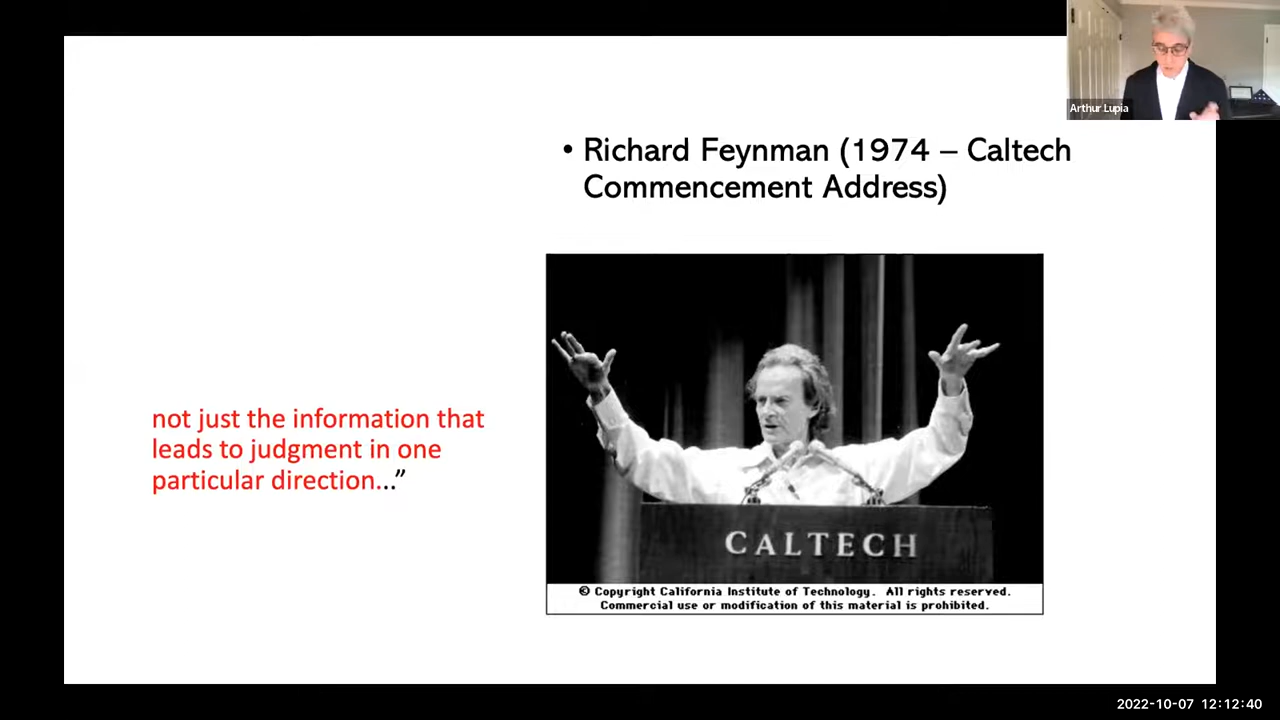 Arthur Lupia
• Richard Feynman (1974 – Caltech
Commencement Address)
not just the information that
leads to judgment in one
particular direction...”
CALTECH
© Copyright California Institute of Technology. All rights reserved.
Commercial use or modification of this material is prohibited.
2022-10-07 12:12:40